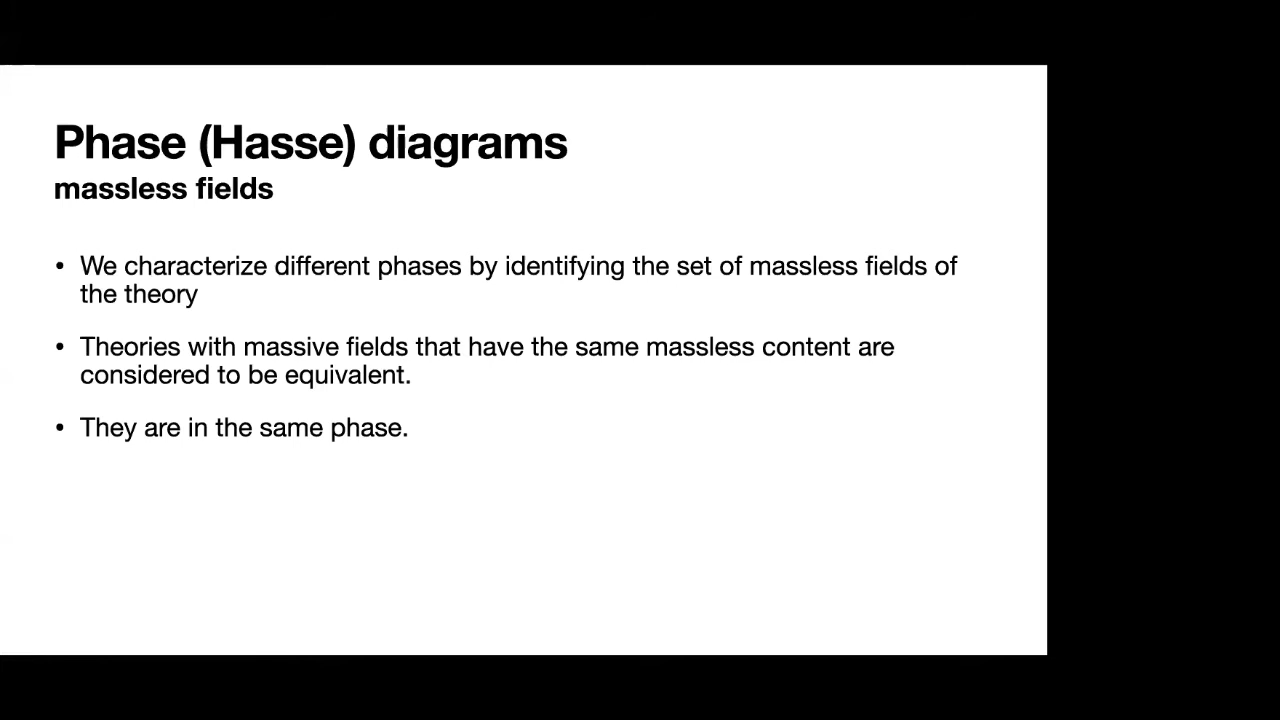 Phase (Hasse) diagrams
massless fields
• We characterize different phases by identifying the set of massless fields of
the theory
• Theories with massive fields that have the same massless content are
considered to be equivalent.
• They are in the same phase.